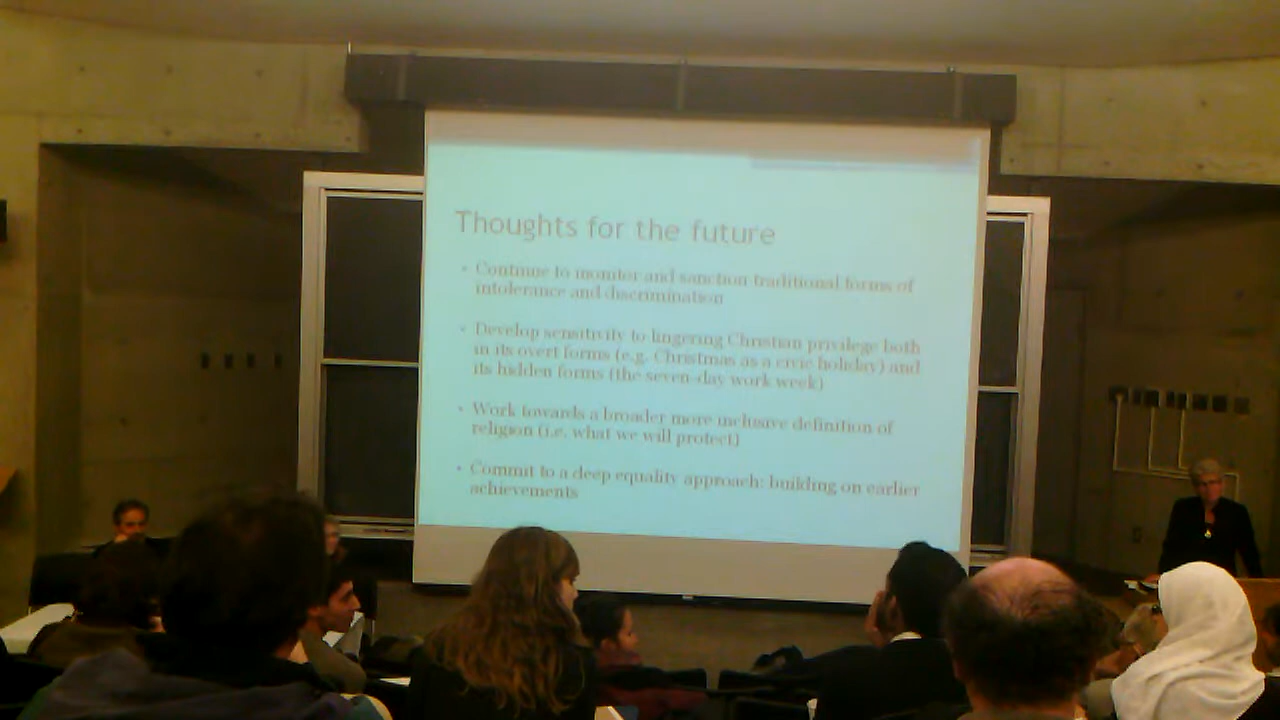 Thoughts for the future
• Continue to monitor and sanction traditional forms of
intolerance and discrimination
• Develop sensitivity to lingering Christian privilege both
in its overt forms (e.g. Christmas as a civic holiday) and
its hidden forms (the seven-day work week)
• Work towards a broader more inclusive definition of
religion (i.e. what we will protect)
• Commit to a deep equality approach: building on earlier
achievements